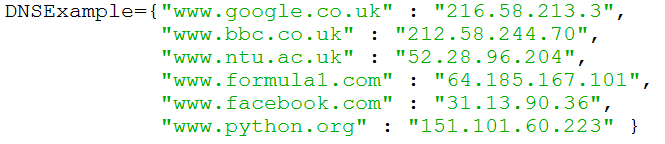 DNSExample={"www.google.co.uk" : "216.58.213.3",
"www.bbc.co.uk" : "212.58.244.70",
"www.ntu.ac.uk" : "52.28.96.204",
"www.formula1.com" : "64.185.167.101",
"www.facebook.com" : "31.13.90.36",
"www.python.org" : "151.101.60.223" }